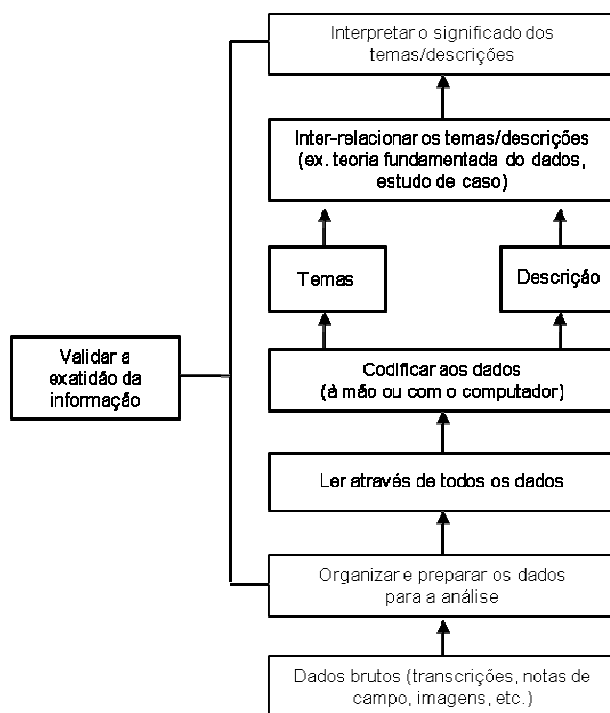 Interpretar o significado dos
temas/descrições
Inter-relacionar os temas/descrições
(ex. teoria fundamentada do dados,
estudo de caso)
Temas
Descrição
Validar a
exatidão da
informação
Codificar aos dados
(à mão ou com o computador)
Ler através de todos os dados
Organizar e preparar os dados
para a análise
Dados brutos (transcrições, notas de
campo, imagens, etc.)